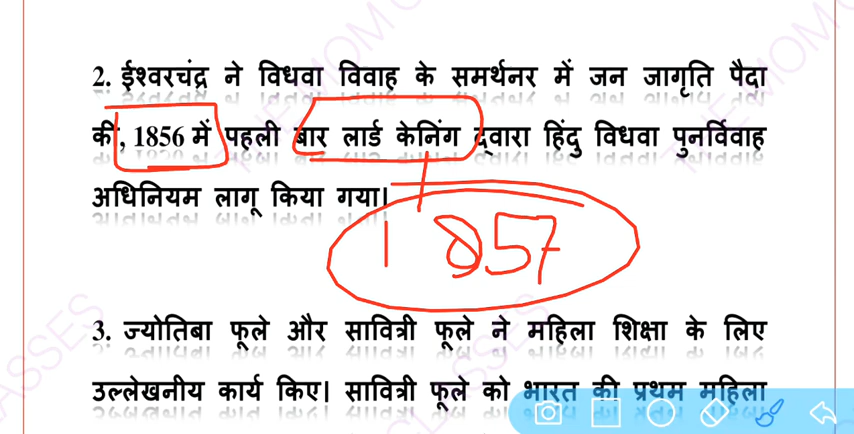 2. ईश्वरचंद्र ने विधवा विवाह के समर्थनर में जन जागृति पैदा
की, 1856 में पहली बार लार्ड केनिंग द्वारा हिंदु विधवा पुनर्विवाह
अधिनियम लागू किया गया।
1857
3. ज्योतिबा फूले और सावित्री फूले ने महिला शिक्षा के लिए
उल्लेखनीय कार्य किए। सावित्री फूले को भारत की प्रथम महिला